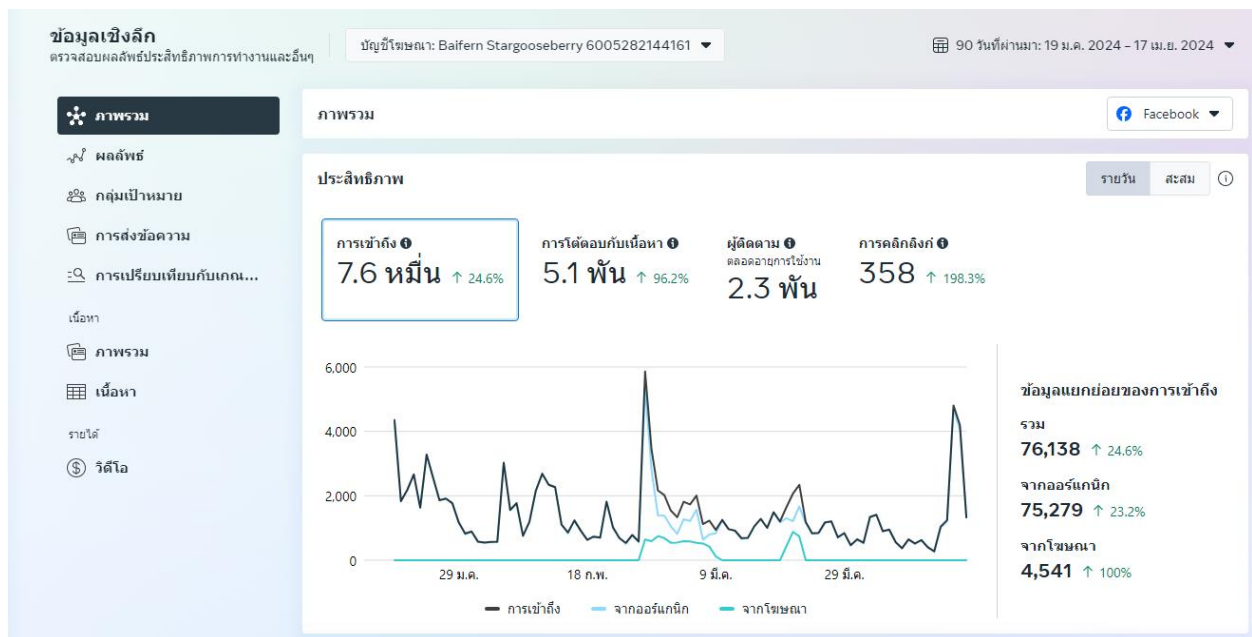 ข้อมูลเชิงลึก
ตรวจสอบผลลัพธ์ประสิทธิภาพการทำงานและอื่นๆ
บัญชีโฆษณา: Baifern Stargooseberry 6005282144161
90 วันที่ผ่านมา: 19 ม.ค. 2024 – 17 เม.ย. 2024
ภาพรวม
ผลลัพธ์
กลุ่มเป้าหมาย
การส่งข้อความ
การเปรียบเทียบกับเกณ...
เนื้อหา
ภาพรวม
เนื้อหา
รายได้
วิดีโอ
ภาพรวม
Facebook
ประสิทธิภาพ
รายวัน
สะสม
การเข้าถึง
7.6 หมื่น ↑ 24.6%
การโต้ตอบกับเนื้อหา
5.1 พัน ↑ 96.2%
ผู้ติดตาม
ตลอดอายุการใช้งาน
2.3 พัน
การคลิกลิงก์
358 ↑ 198.3%
6,000
4,000
2,000
0
29 ม.ค.
18 ก.พ.
9 มี.ค.
29 มี.ค.
การเข้าถึง
จากออร์แกนิก
จากโฆษณา
ข้อมูลแยกย่อยของการเข้าถึง
รวม
76,138 ↑ 24.6%
จากออร์แกนิก
75,279 ↑ 23.2%
จากโฆษณา
4,541 ↑ 100%